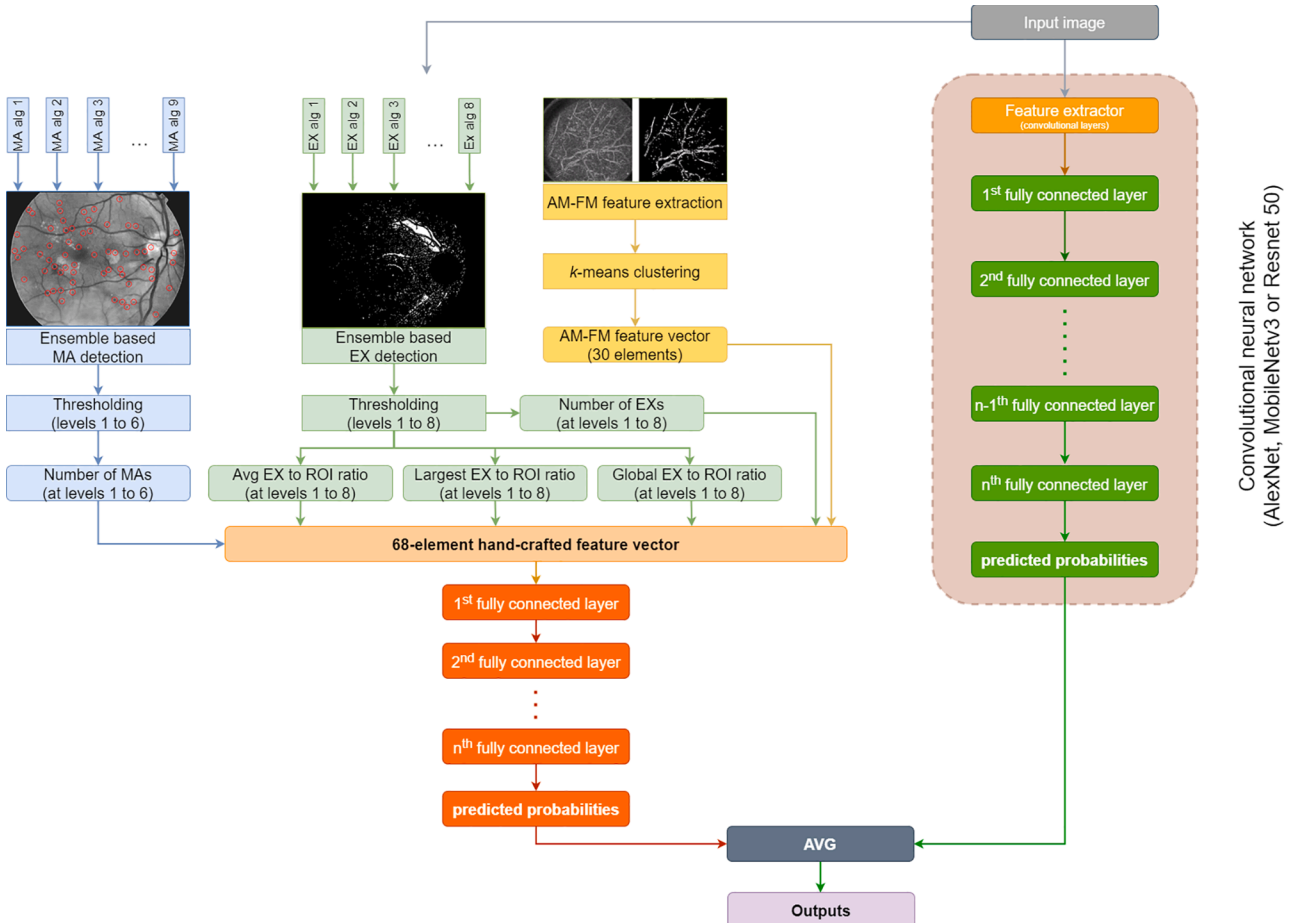 Input image
MA alg 1
MA alg 2
MA alg 3
...
MA alg 9
EX alg 1
EX alg 2
EX alg 3
...
Ex alg 8
Ensemble based
MA detection
Thresholding
(levels 1 to 6)
Number of MAs
(at levels 1 to 6)
Ensemble based
EX detection
Thresholding
(levels 1 to 8)
Number of EXs
(at levels 1 to 8)
Avg EX to ROI ratio
(at levels 1 to 8)
Largest EX to ROI ratio
(at levels 1 to 8)
Global EX to ROI ratio
(at levels 1 to 8)
AM-FM feature extraction
k-means clustering
AM-FM feature vector
(30 elements)
68-element hand-crafted feature vector
1st fully connected layer
2nd fully connected layer
nth fully connected layer
predicted probabilities
Feature extractor
(convolutional layers)
1st fully connected layer
2nd fully connected layer
n-1th fully connected layer
nth fully connected layer
predicted probabilities
Convolutional neural network
(AlexNet, MobileNetv3 or Resnet 50)
AVG
Outputs